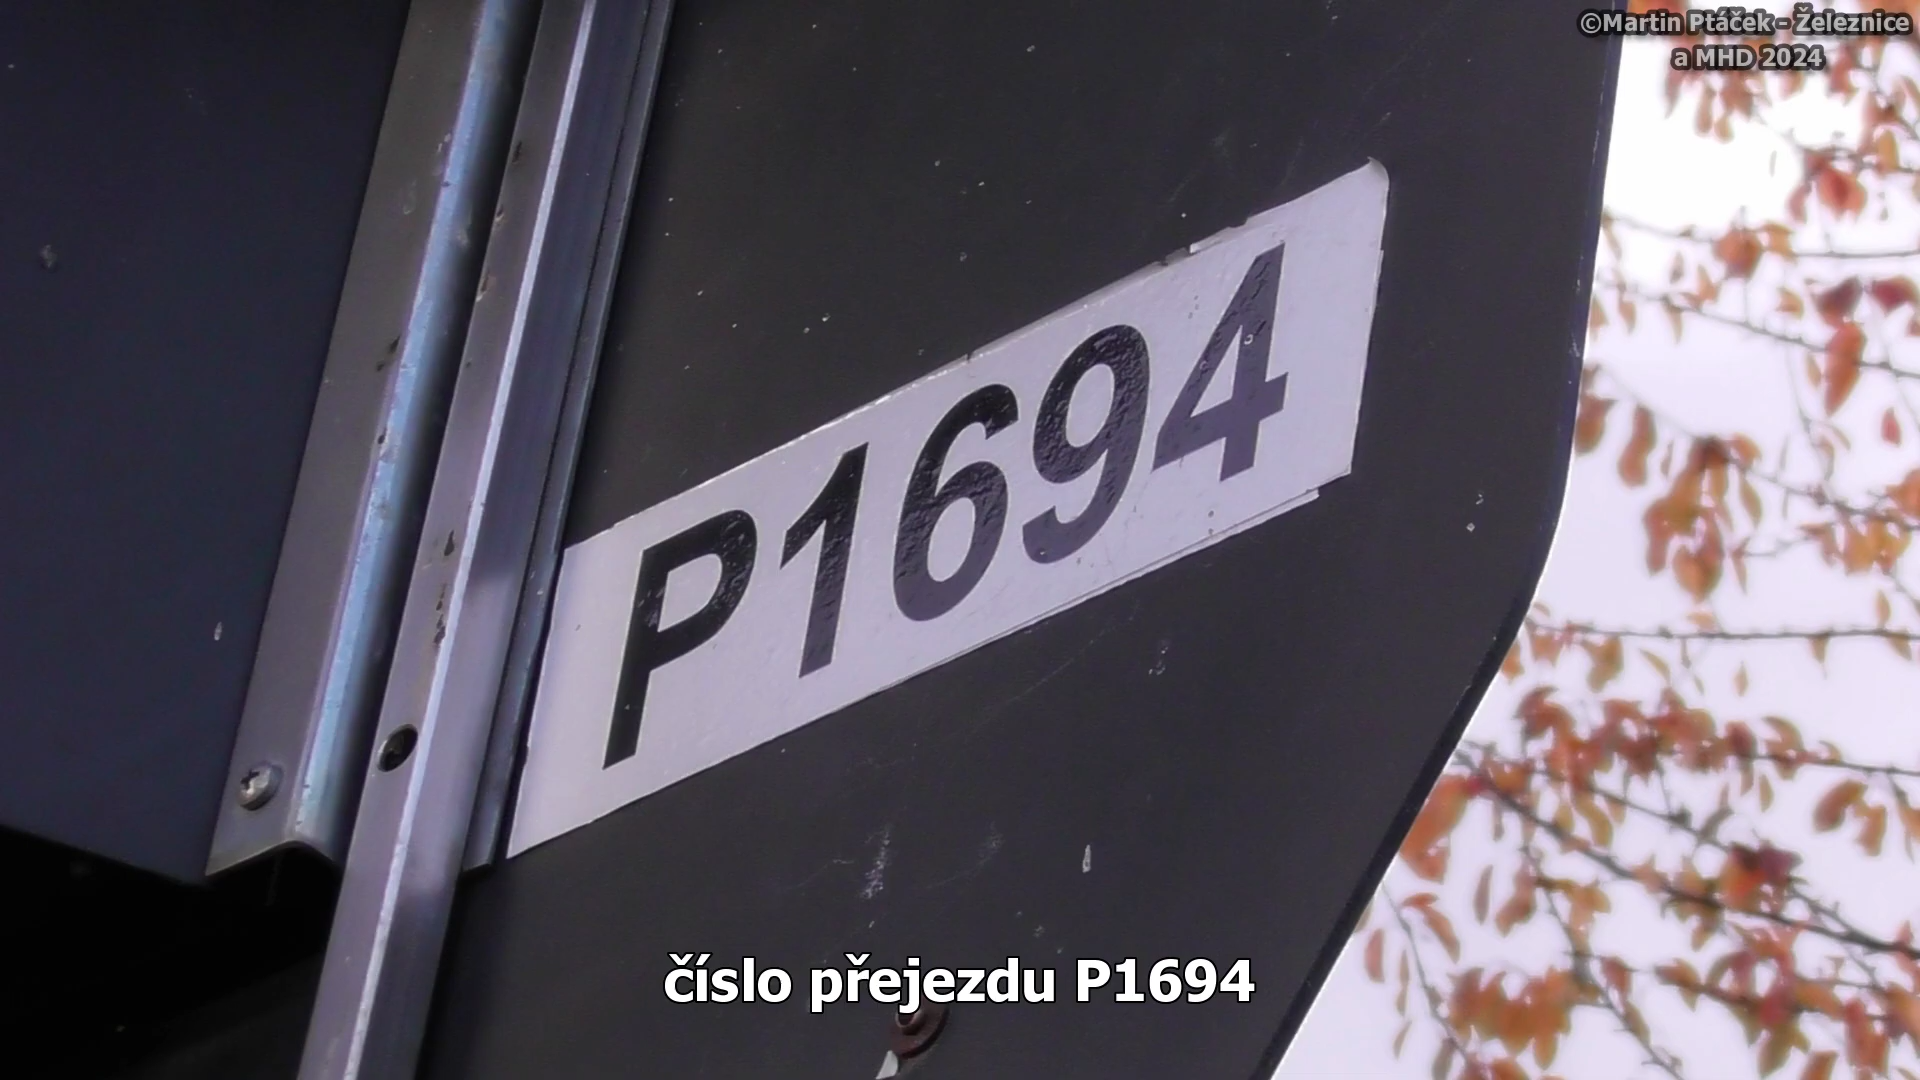 ©Martin Ptáček - Železnice
a MHD 2024
P1694
číslo přejezdu P1694